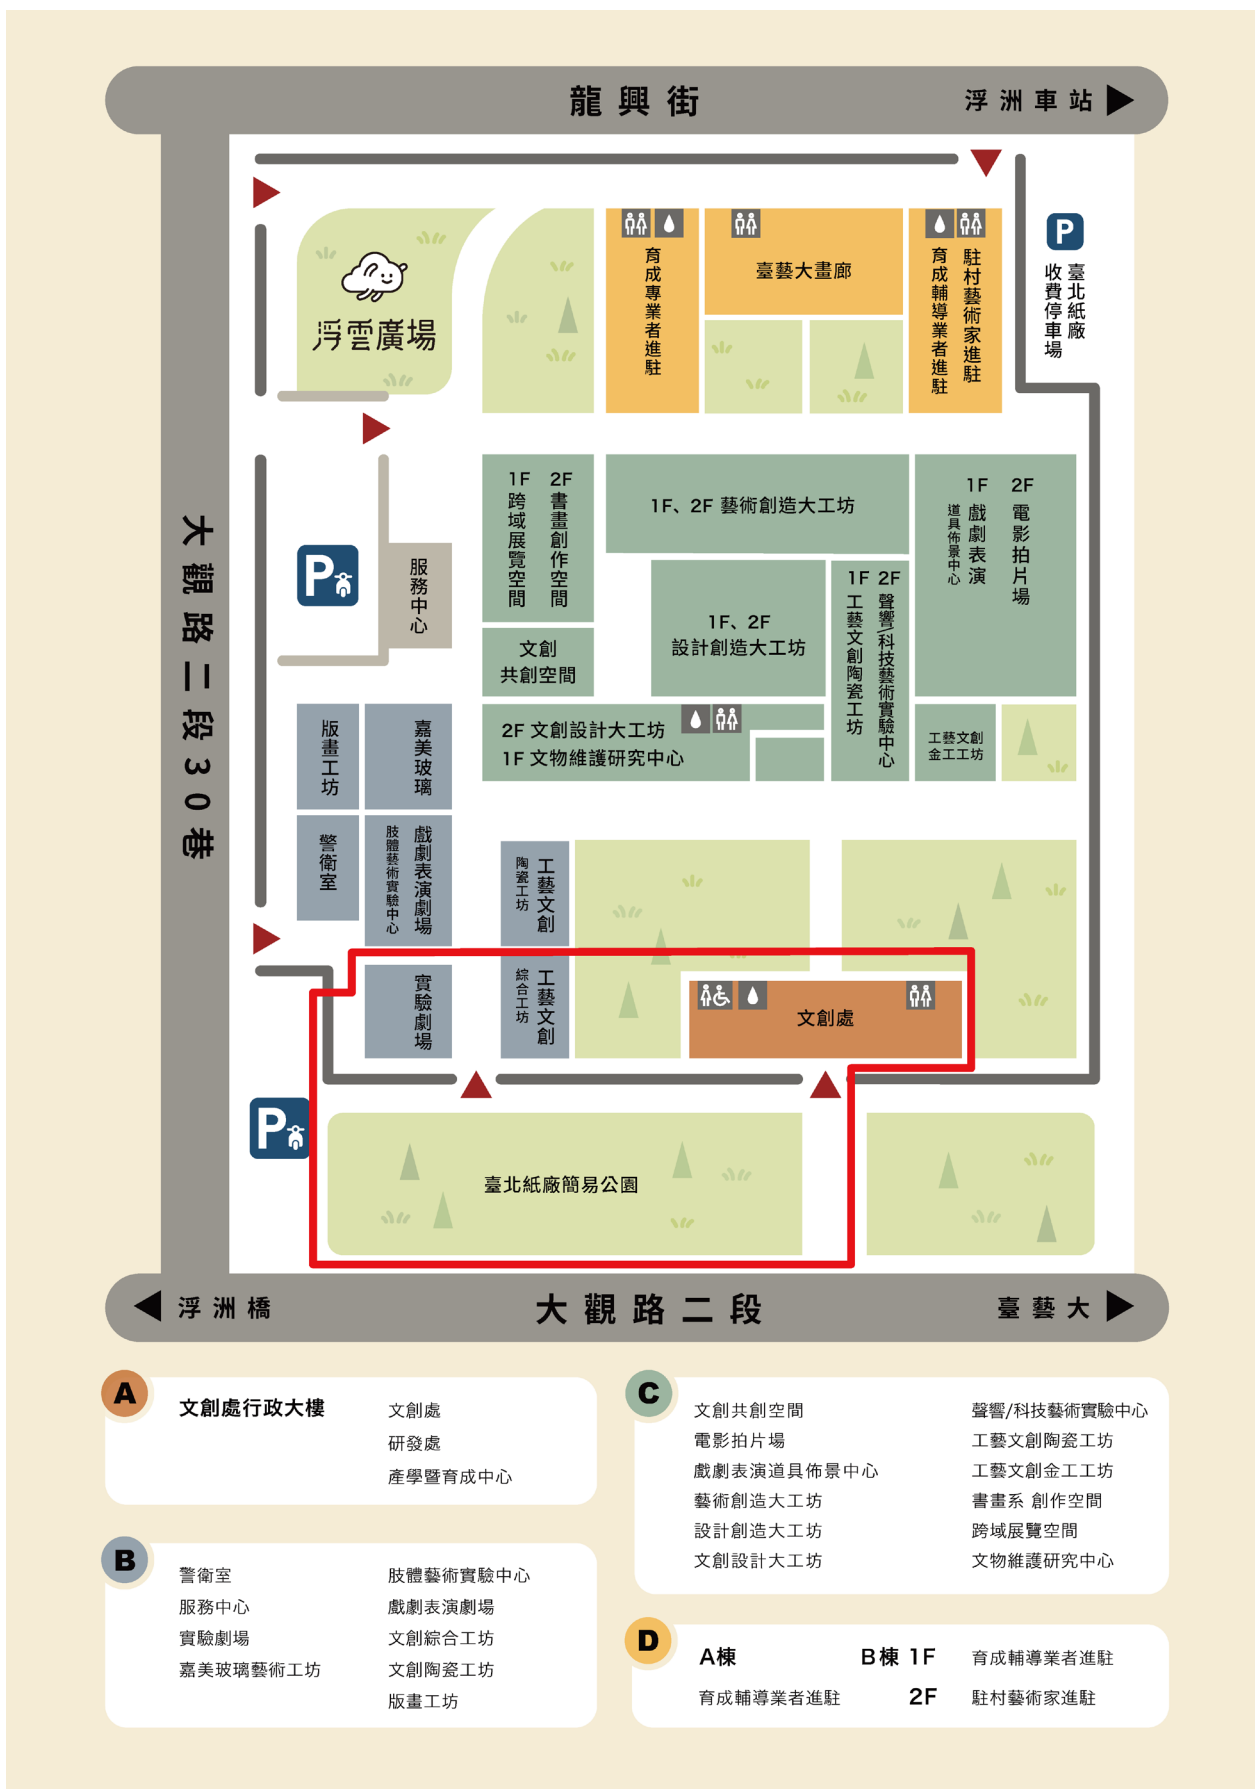 龍興街
浮洲車站
浮雲廣場
育成專業者進駐
臺藝大畫廊
育成輔導業者進駐
駐村藝術家進駐
P
臺北紙廠
收費停車場
大觀路二段30巷
P
服務中心
1F 跨域展覽空間
2F 書畫創作空間
1F、2F 藝術創造大工坊
1F 戲劇表演
道具佈景中心
2F 電影拍片場
1F、2F
設計創造大工坊
1F 工藝文創陶瓷工坊
2F 聲響/科技藝術實驗中心
文創
共創空間
2F 文創設計大工坊
1F 文物維護研究中心
工藝文創
金工工坊
版畫工坊
嘉美玻璃
警衛室
戲劇表演劇場
肢體藝術實驗中心
工藝文創
陶瓷工坊
實驗劇場
工藝文創
綜合工坊
文創處
P
臺北紙廠簡易公園
浮洲橋
大觀路二段
臺藝大
A
文創處行政大樓
文創處
研發處
產學暨育成中心
B
警衛室
服務中心
實驗劇場
嘉美玻璃藝術工坊
肢體藝術實驗中心
戲劇表演劇場
文創綜合工坊
文創陶瓷工坊
版畫工坊
C
文創共創空間
電影拍片場
戲劇表演道具佈景中心
藝術創造大工坊
設計創造大工坊
文創設計大工坊
聲響/科技藝術實驗中心
工藝文創陶瓷工坊
工藝文創金工工坊
書畫系 創作空間
跨域展覽空間
文物維護研究中心
D
A棟
育成輔導業者進駐
B棟 1F 育成輔導業者進駐
2F 駐村藝術家進駐